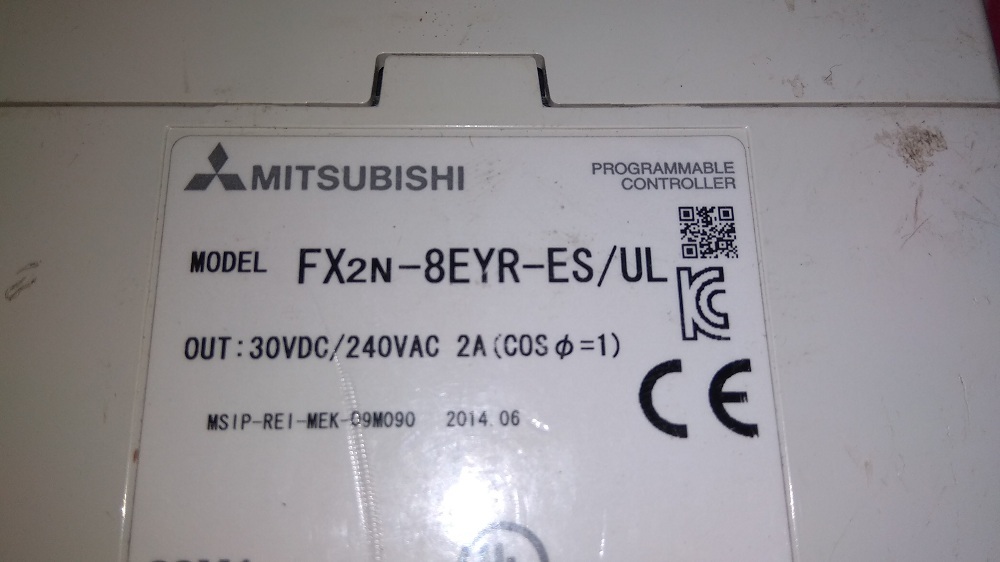 MITSUBISHI
PROGRAMMABLE
CONTROLLER
MODEL FX2N-8EYR-ES/UL
OUT:30VDC/240VAC 2A(COSφ=1)
MSIP-REI-MEK-09M090 2014.06
CE